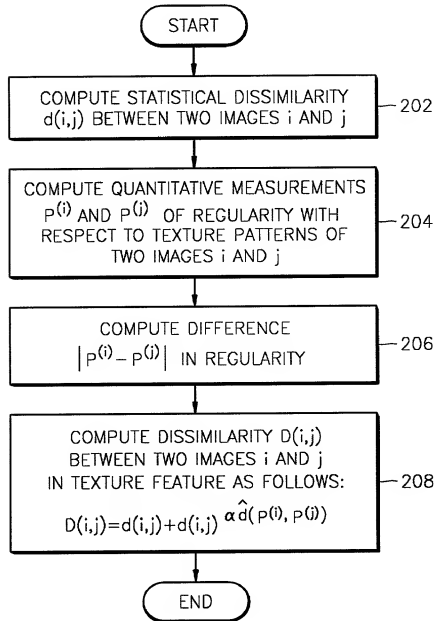 START
COMPUTE STATISTICAL DISSIMILARITY
d(i,j) BETWEEN TWO IMAGES i AND j
202
COMPUTE QUANTITATIVE MEASUREMENTS
P^(i) AND P^(j) OF REGULARITY WITH
RESPECT TO TEXTURE PATTERNS OF
TWO IMAGES i AND j
204
COMPUTE DIFFERENCE
|P^(i) − P^(j)| IN REGULARITY
206
COMPUTE DISSIMILARITY D(i,j)
BETWEEN TWO IMAGES i AND j
IN TEXTURE FEATURE AS FOLLOWS:
D(i,j)=d(i,j)+d(i,j)^αd̂(P^(i),P^(j))
208
END